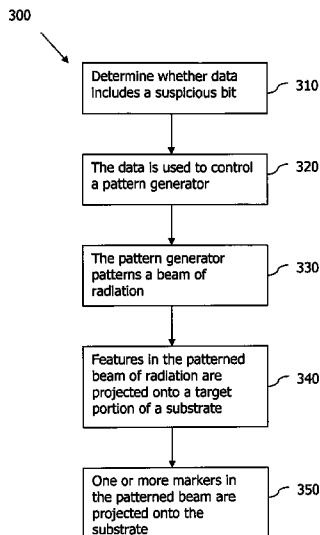 300
Determine whether data
includes a suspicious bit
310
The data is used to control
a pattern generator
320
The pattern generator
patterns a beam of
radiation
330
Features in the patterned
beam of radiation are
projected onto a target
portion of a substrate
340
One or more markers in
the patterned beam are
projected onto the
substrate
350